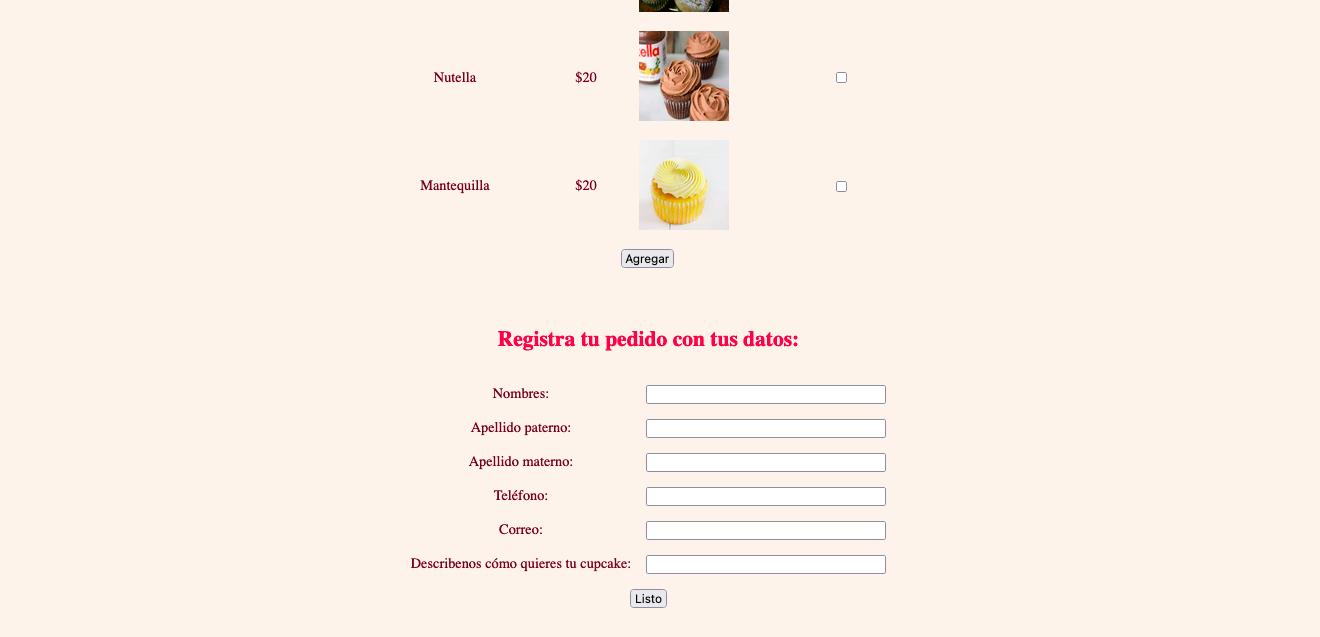 ella
Nutella $20
Mantequilla $20
Agregar
Registra tu pedido con tus datos:
Nombres:
Apellido paterno:
Apellido materno:
Teléfono:
Correo:
Describenos cómo quieres tu cupcake:
Listo